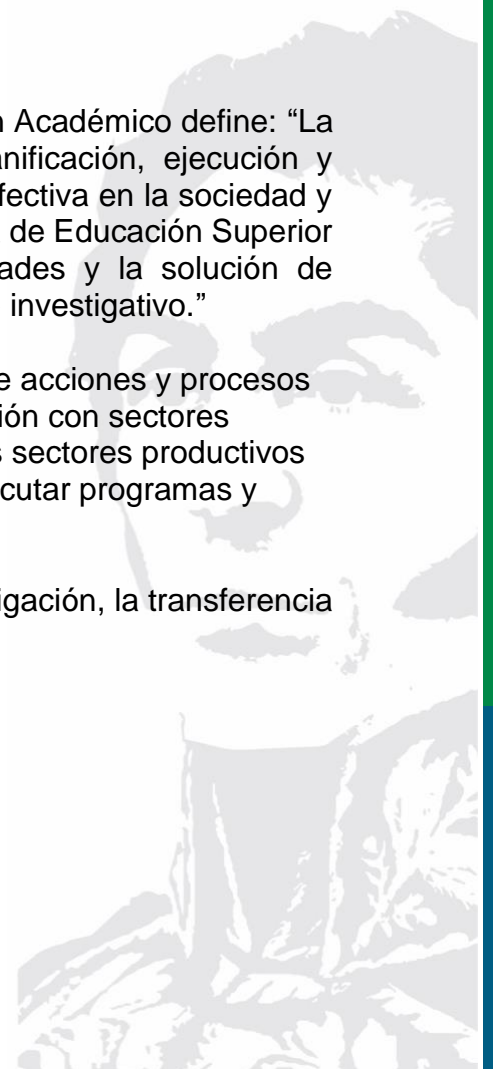 n Académico define: “La
anificación, ejecución y
fectiva en la sociedad y
de Educación Superior
ades y la solución de
investigativo.”
e acciones y procesos
ión con sectores
s sectores productivos
cutar programas y
igación, la transferencia